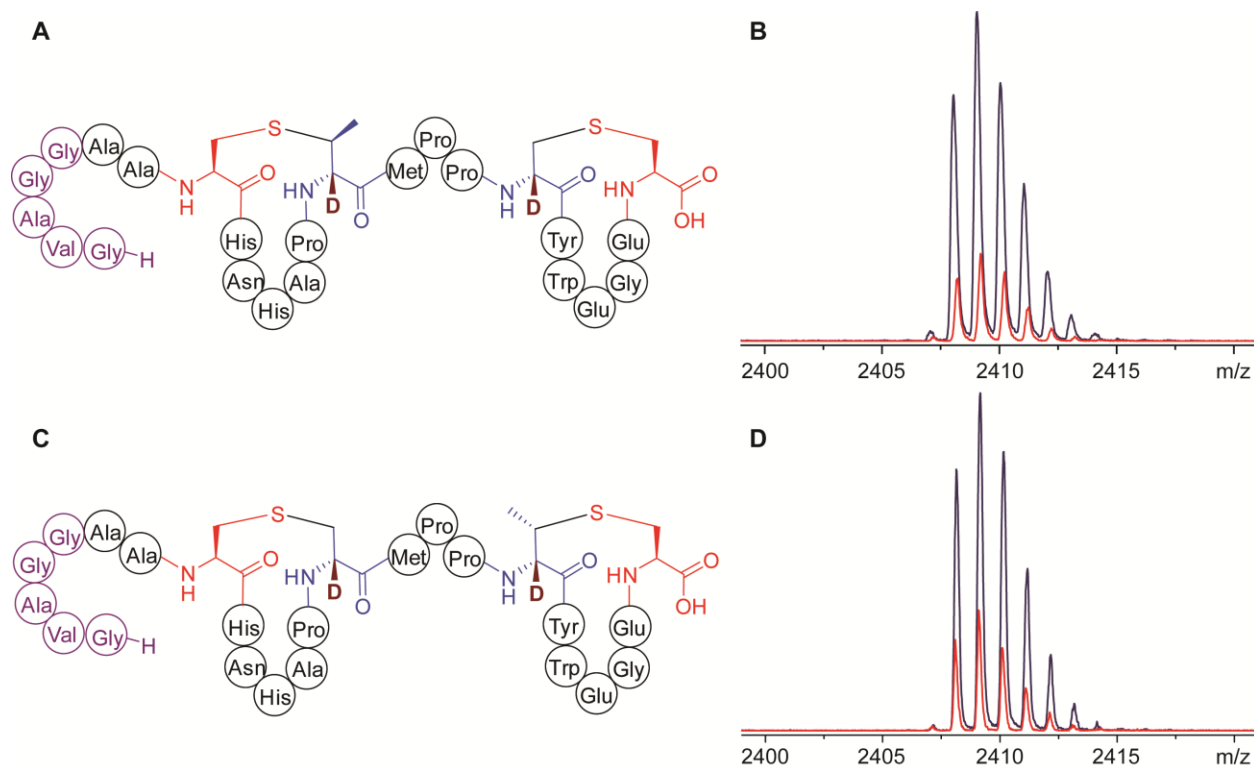 A
B
Gly Gly Ala Val Gly H
Ala Ala
N H
S
O
HN
D
O
His Asn His Ala Pro
Met Pro Pro
N H
S
D
O
HN
O
OH
Tyr Trp Glu Gly Glu
2400 2405 2410 2415 m/z
C
D
Gly Gly Ala Val Gly H
Ala Ala
N H
S
O
HN
D
O
His Asn His Ala Pro
Met Pro Pro
N H
S
D
O
HN
O
OH
Tyr Trp Glu Gly Glu
2400 2405 2410 2415 m/z